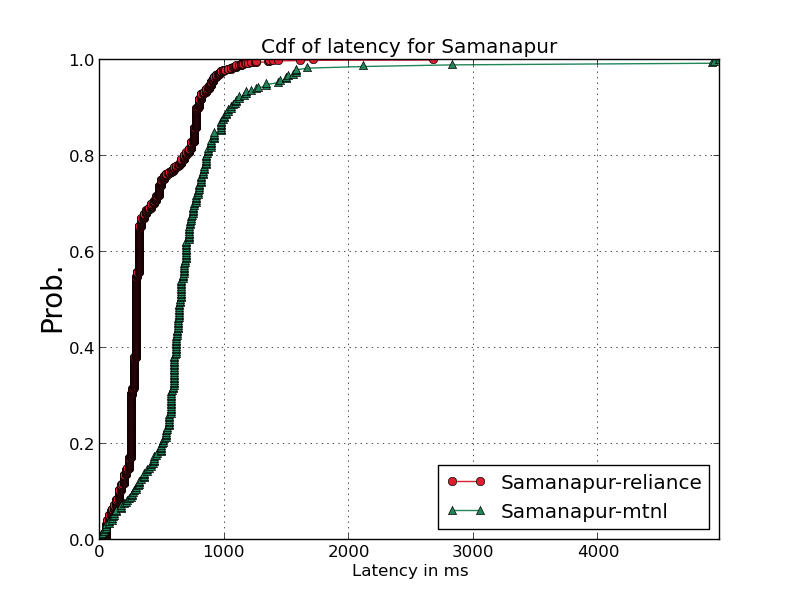 Cdf of latency for Samanapur
1.0
0.8
0.6
0.4
0.2
0.0
Prob.
0 1000 2000 3000 4000
Latency in ms
Samanapur-reliance
Samanapur-mtnl